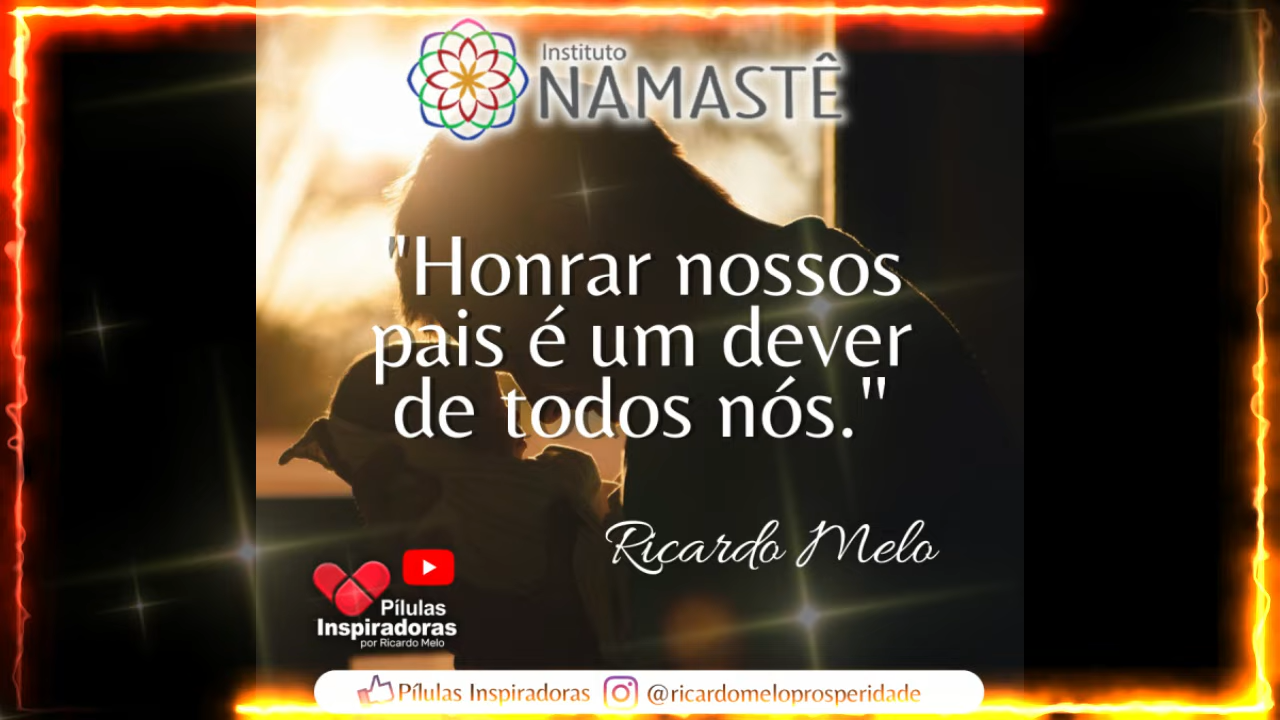 Instituto
NAMASTÊ
"Honrar nossos
pais é um dever
de todos nós."
Ricardo Melo
Pílulas
Inspiradoras
por Ricardo Melo
Pílulas Inspiradoras @ricardomeloprosperidade